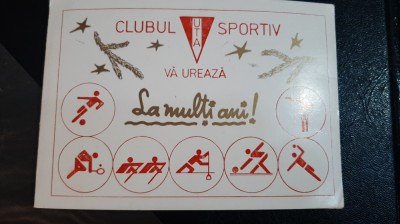 CLUBUL UTA SPORTIV
VĂ UREAZĂ
La mulți ani!